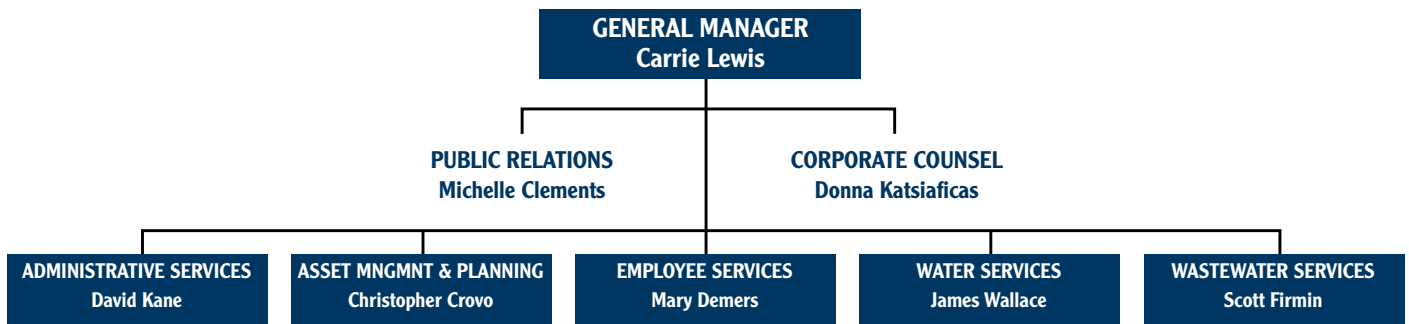 GENERAL MANAGER
Carrie Lewis
PUBLIC RELATIONS
Michelle Clements
CORPORATE COUNSEL
Donna Katsiaficas
ADMINISTRATIVE SERVICES
David Kane
ASSET MNGMNT & PLANNING
Christopher Crovo
EMPLOYEE SERVICES
Mary Demers
WATER SERVICES
James Wallace
WASTEWATER SERVICES
Scott Firmin